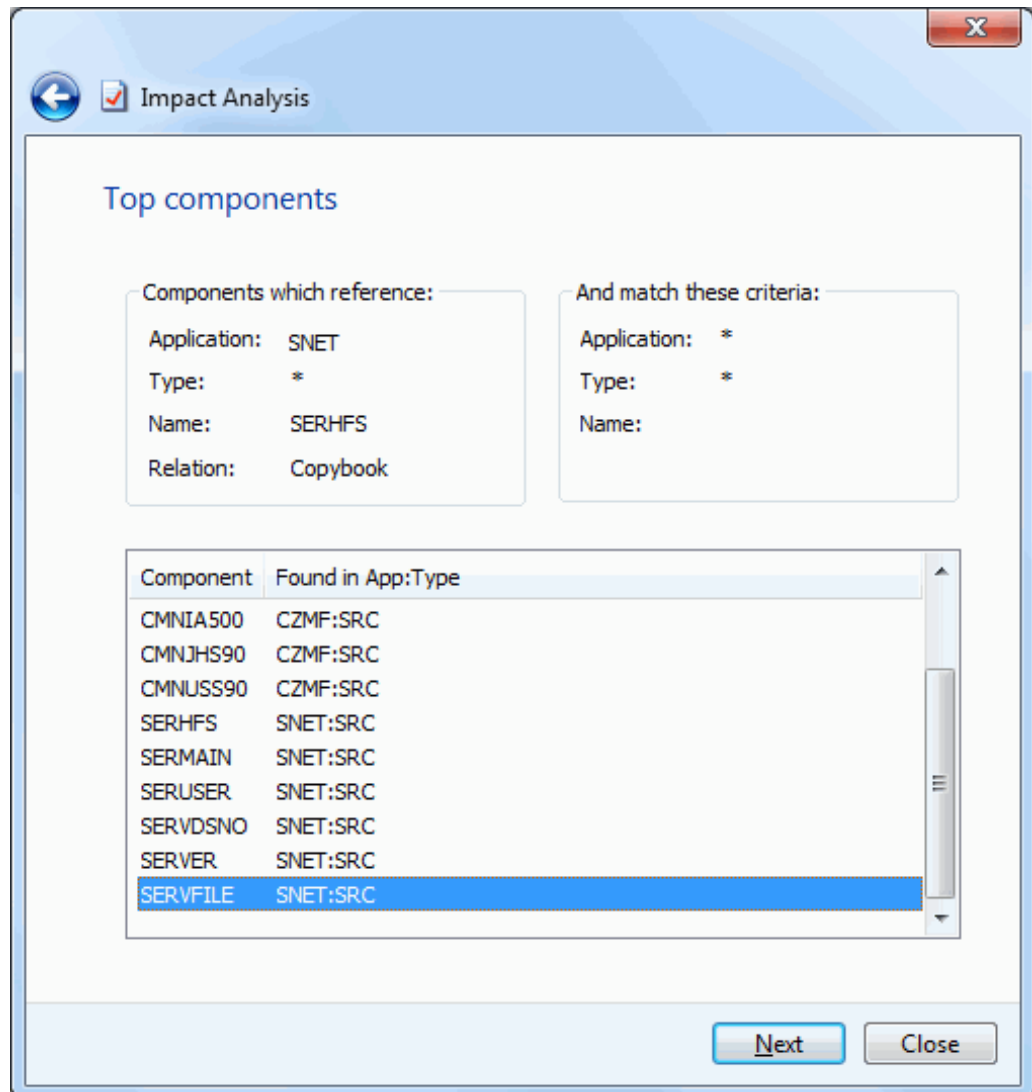 Impact Analysis
Top components
Components which reference:
Application: SNET
Type: *
Name: SERHFS
Relation: Copybook
And match these criteria:
Application: *
Type: *
Name:
Component Found in App:Type
CMNIA500 CZMF:SRC
CMNJHS90 CZMF:SRC
CMNUSS90 CZMF:SRC
SERHFS SNET:SRC
SERMAIN SNET:SRC
SERUSER SNET:SRC
SERVDSNO SNET:SRC
SERVER SNET:SRC
SERVFILE SNET:SRC
Next Close